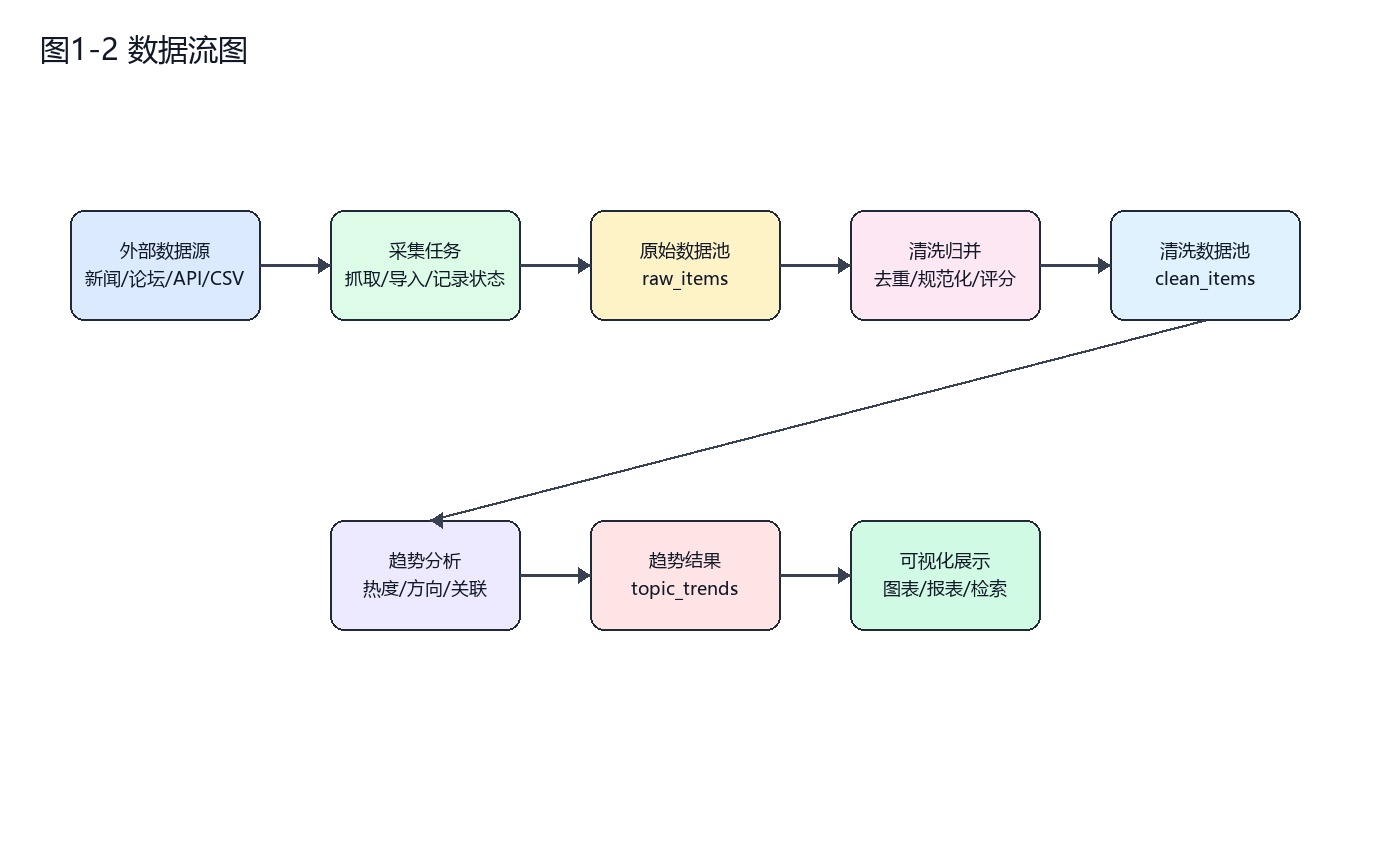 图1-2 数据流图
外部数据源
新闻/论坛/API/CSV
采集任务
抓取/导入/记录状态
原始数据池
raw_items
清洗归并
去重/规范化/评分
清洗数据池
clean_items
趋势分析
热度/方向/关联
趋势结果
topic_trends
可视化展示
图表/报表/检索